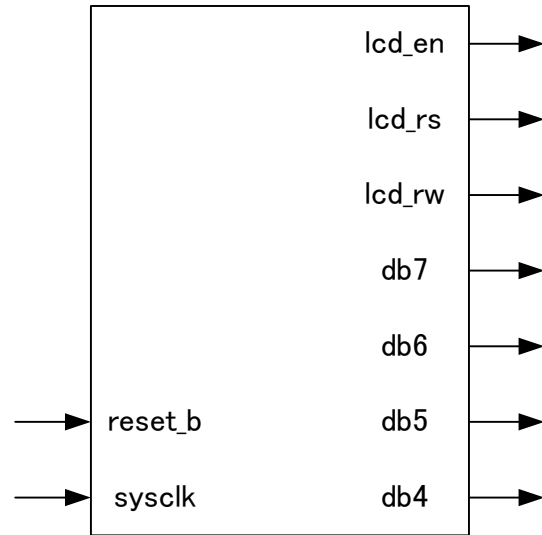 lcd_en
lcd_rs
lcd_rw
db7
db6
reset_b db5
sysclk db4